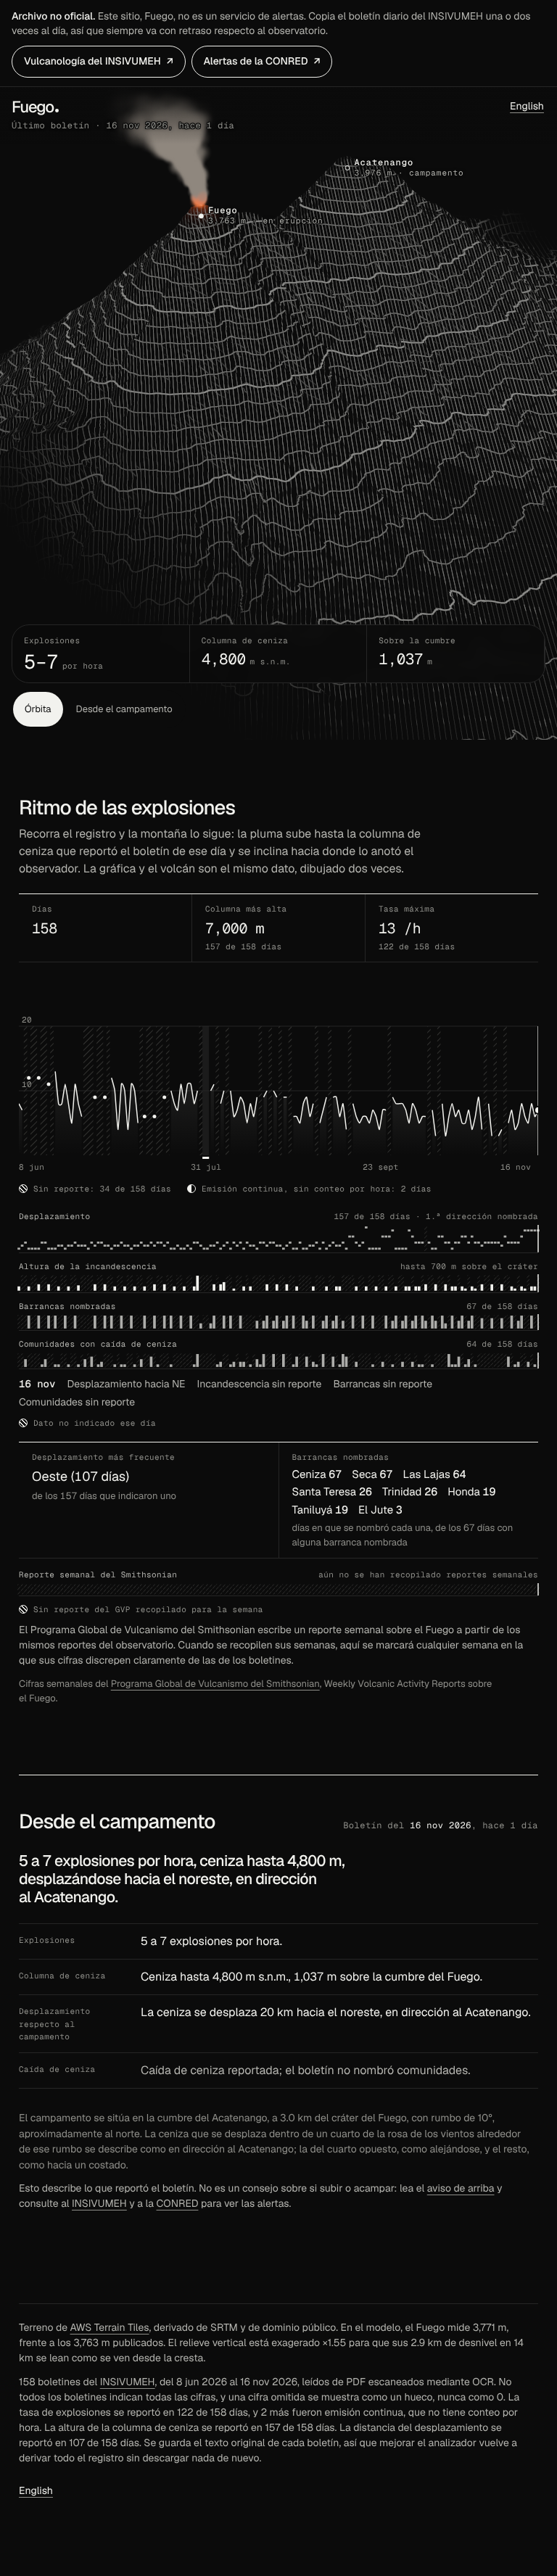 Archivo no oficial. Este sitio, Fuego, no es un servicio de alertas. Copia el boletín diario del INSIVUMEH una o dos
veces al día, así que siempre va con retraso respecto al observatorio.
Vulcanología del INSIVUMEH ↗
Alertas de la CONRED ↗
Fuego.
English
Último boletín · 16 nov 2026, hace 1 día
Acatenango
3,976 m · campamento
Fuego
3,763 m · en erupción
Explosiones
5–7 por hora
Columna de ceniza
4,800 m s.n.m.
Sobre la cumbre
1,037 m
Órbita
Desde el campamento
Ritmo de las explosiones
Recorra el registro y la montaña lo sigue: la pluma sube hasta la columna de
ceniza que reportó el boletín de ese día y se inclina hacia donde lo anotó el
observador. La gráfica y el volcán son el mismo dato, dibujado dos veces.
Días
158
Columna más alta
7,000 m
157 de 158 días
Tasa máxima
13 /h
122 de 158 días
20
10
8 jun
31 jul
23 sept
16 nov
Sin reporte: 34 de 158 días
Emisión continua, sin conteo por hora: 2 días
Desplazamiento
157 de 158 días · 1.ª dirección nombrada
Altura de la incandescencia
hasta 700 m sobre el cráter
Barrancas nombradas
67 de 158 días
Comunidades con caída de ceniza
64 de 158 días
16 nov Desplazamiento hacia NE Incandescencia sin reporte Barrancas sin reporte
Comunidades sin reporte
Dato no indicado ese día
Desplazamiento más frecuente
Oeste (107 días)
de los 157 días que indicaron uno
Barrancas nombradas
Ceniza 67 Seca 67 Las Lajas 64
Santa Teresa 26 Trinidad 26 Honda 19
Taniluyá 19 El Jute 3
días en que se nombró cada una, de los 67 días con
alguna barranca nombrada
Reporte semanal del Smithsonian
aún no se han recopilado reportes semanales
Sin reporte del GVP recopilado para la semana
El Programa Global de Vulcanismo del Smithsonian escribe un reporte semanal sobre el Fuego a partir de los
mismos reportes del observatorio. Cuando se recopilen sus semanas, aquí se marcará cualquier semana en la
que sus cifras discrepen claramente de las de los boletines.
Cifras semanales del Programa Global de Vulcanismo del Smithsonian, Weekly Volcanic Activity Reports sobre
el Fuego.
Desde el campamento
Boletín del 16 nov 2026, hace 1 día
5 a 7 explosiones por hora, ceniza hasta 4,800 m,
desplazándose hacia el noreste, en dirección
al Acatenango.
Explosiones
5 a 7 explosiones por hora.
Columna de ceniza
Ceniza hasta 4,800 m s.n.m., 1,037 m sobre la cumbre del Fuego.
Desplazamiento
respecto al
campamento
La ceniza se desplaza 20 km hacia el noreste, en dirección al Acatenango.
Caída de ceniza
Caída de ceniza reportada; el boletín no nombró comunidades.
El campamento se sitúa en la cumbre del Acatenango, a 3.0 km del cráter del Fuego, con rumbo de 10°,
aproximadamente al norte. La ceniza que se desplaza dentro de un cuarto de la rosa de los vientos alrededor
de ese rumbo se describe como en dirección al Acatenango; la del cuarto opuesto, como alejándose, y el resto,
como hacia un costado.
Esto describe lo que reportó el boletín. No es un consejo sobre si subir o acampar: lea el aviso de arriba y
consulte al INSIVUMEH y a la CONRED para ver las alertas.
Terreno de AWS Terrain Tiles, derivado de SRTM y de dominio público. En el modelo, el Fuego mide 3,771 m,
frente a los 3,763 m publicados. El relieve vertical está exagerado ×1.55 para que sus 2.9 km de desnivel en 14
km se lean como se ven desde la cresta.
158 boletines del INSIVUMEH, del 8 jun 2026 al 16 nov 2026, leídos de PDF escaneados mediante OCR. No
todos los boletines indican todas las cifras, y una cifra omitida se muestra como un hueco, nunca como 0. La
tasa de explosiones se reportó en 122 de 158 días, y 2 más fueron emisión continua, que no tiene conteo por
hora. La altura de la columna de ceniza se reportó en 157 de 158 días. La distancia del desplazamiento se
reportó en 107 de 158 días. Se guarda el texto original de cada boletín, así que mejorar el analizador vuelve a
derivar todo el registro sin descargar nada de nuevo.
English